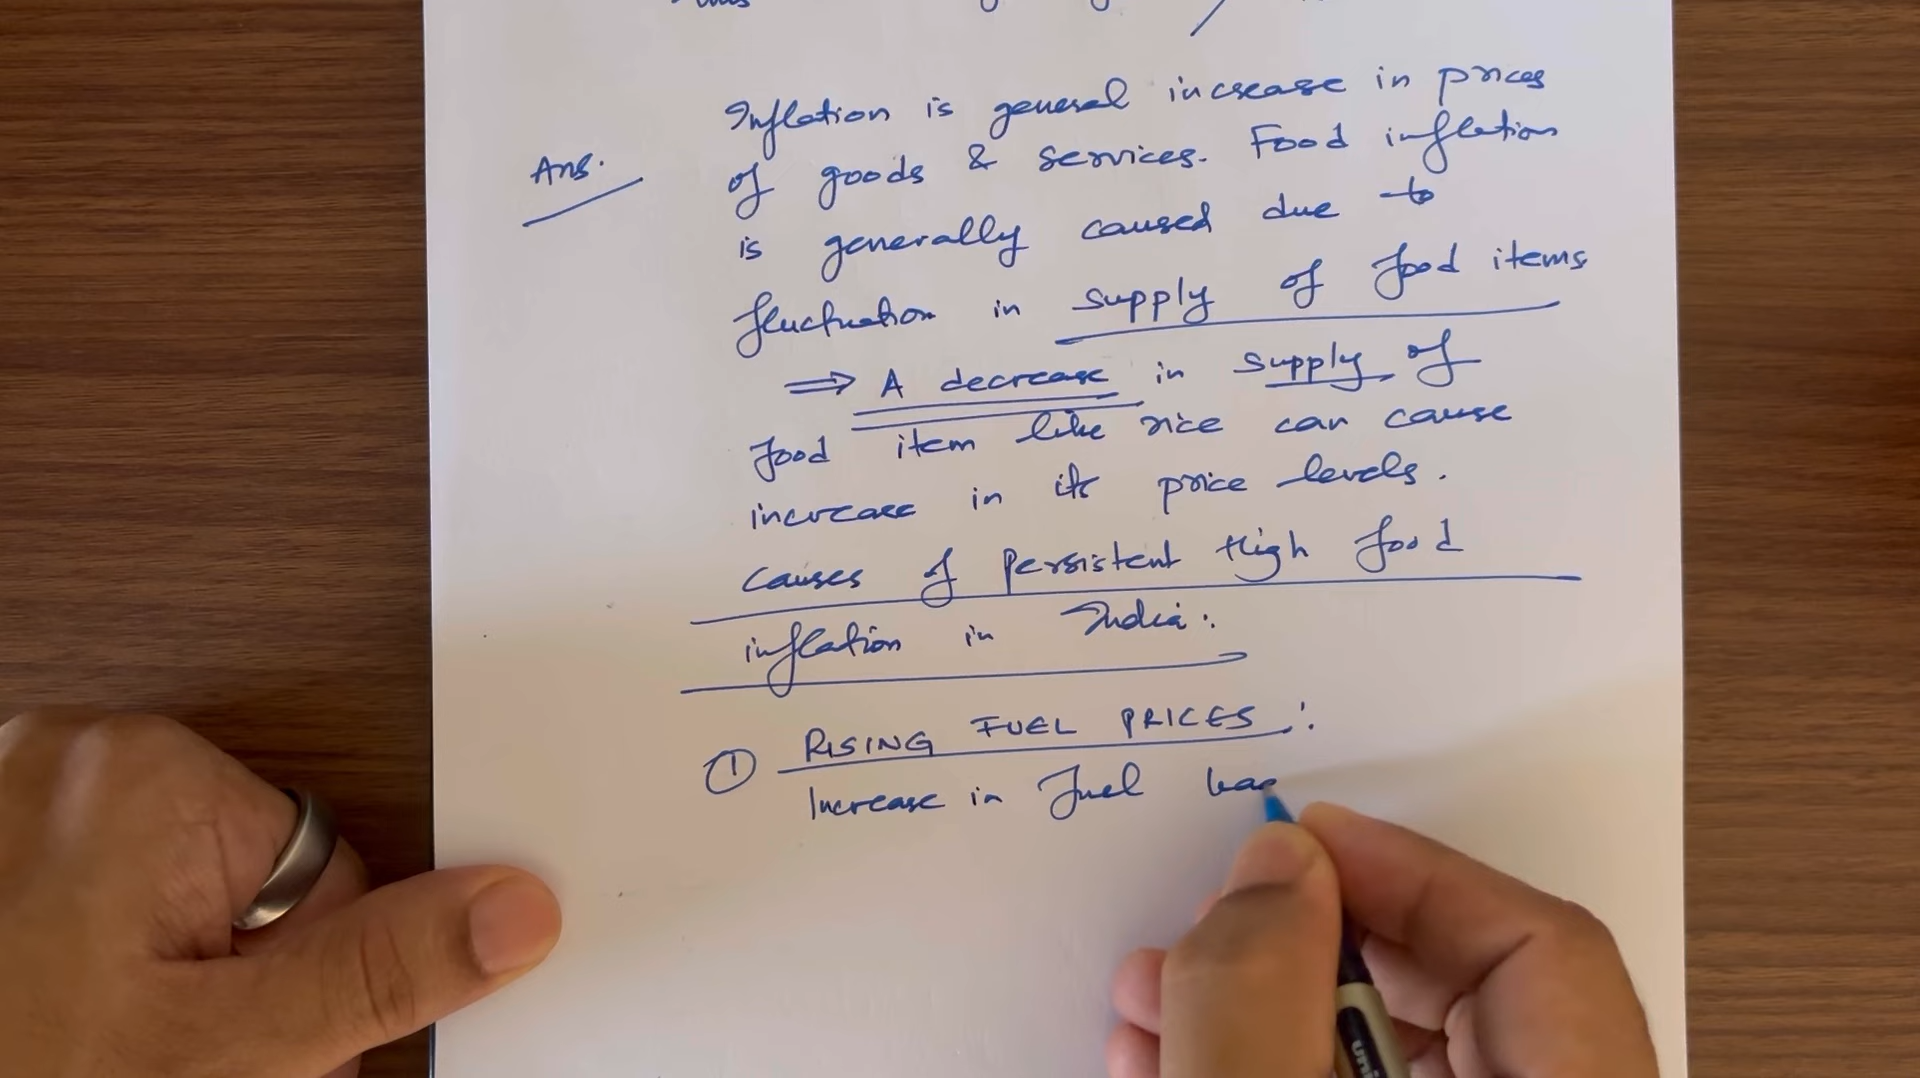 Inflation is general increase in prices
Ans. of goods & services. Food inflation
is generally caused due to
fluctuation in supply of food items
⇒ A decrease in supply of
food item like rice can cause
increase in its price levels.
causes of Persistent High food
inflation in India:
① RISING FUEL PRICES:
Increase in fuel has
uni